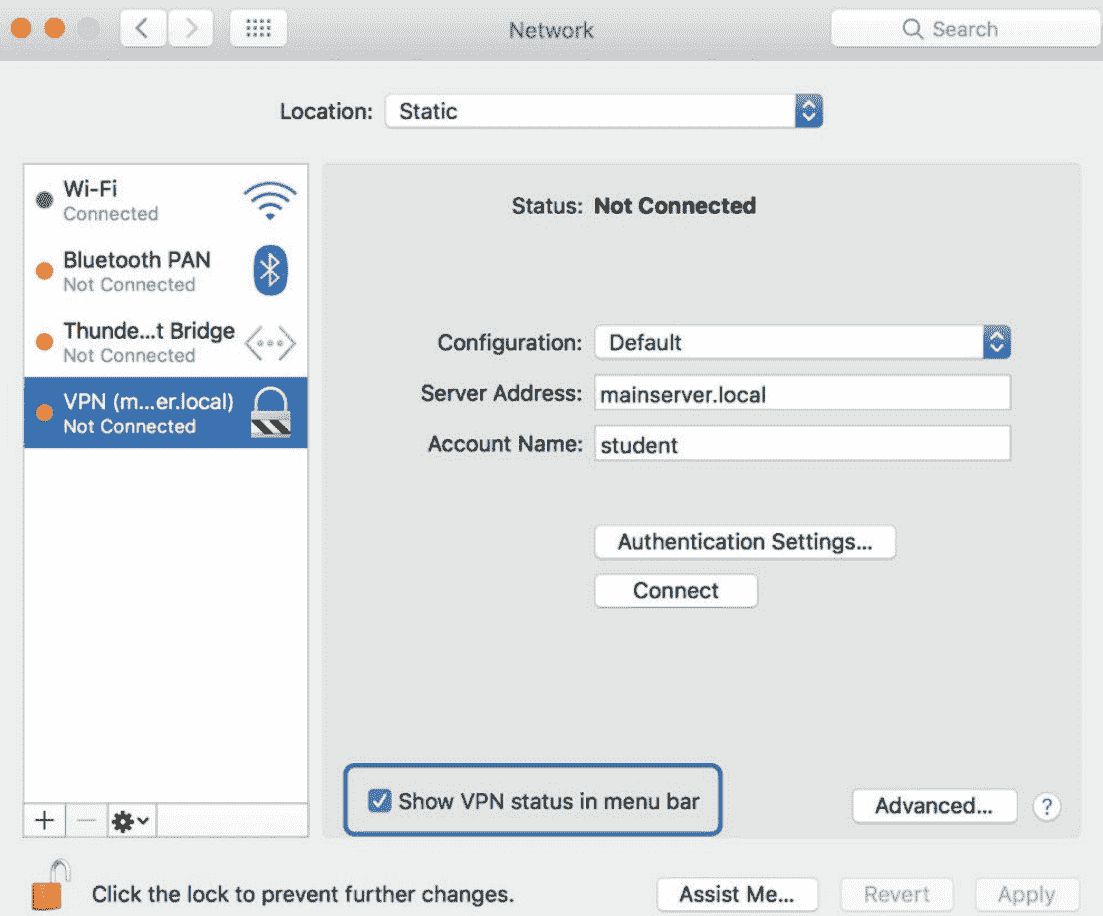 Network
Search
Location: Static
Wi-Fi
Connected
Bluetooth PAN
Not Connected
Thunde...t Bridge
Not Connected
VPN (m...er.local)
Not Connected
Status: Not Connected
Configuration: Default
Server Address: mainserver.local
Account Name: student
Authentication Settings...
Connect
Show VPN status in menu bar
Advanced...
?
Click the lock to prevent further changes.
Assist Me...
Revert
Apply